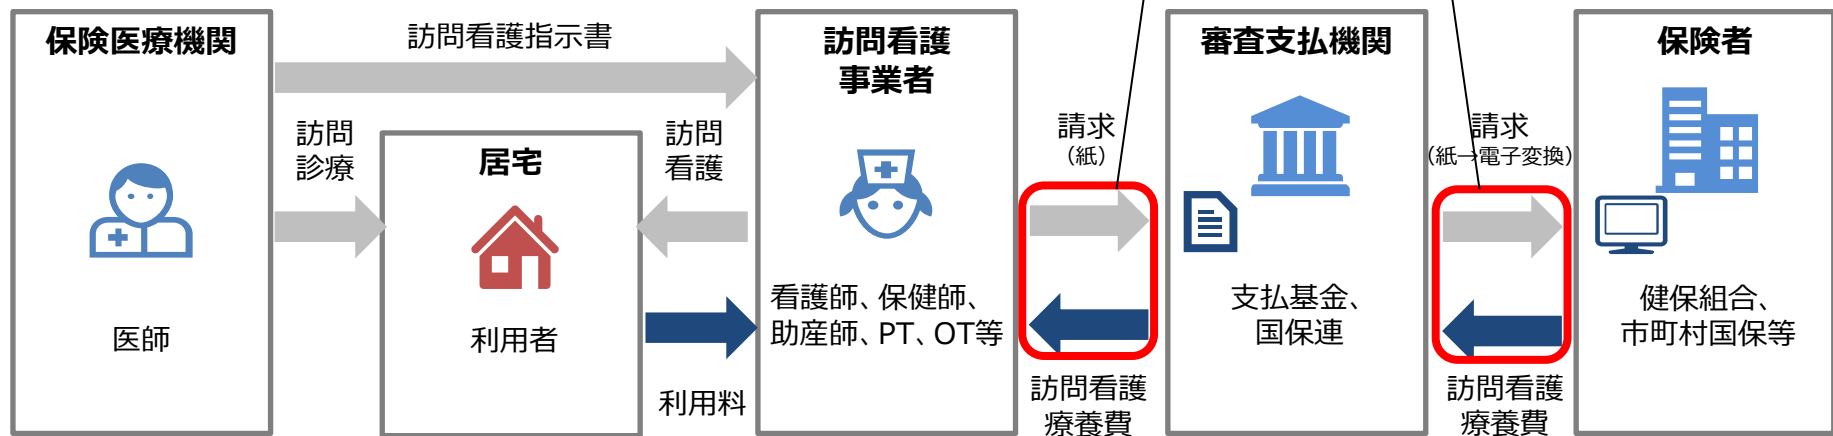 保険医療機関
医師
訪問看護指示書
訪問
診療
居宅
利用者
訪問
看護
利用料
訪問看護
事業者
看護師、保健師、
助産師、PT、OT等
請求
（紙）
訪問看護
療養費
審査支払機関
支払基金、
国保連
請求
（紙→電子変換）
訪問看護
療養費
保険者
健保組合、
市町村国保等